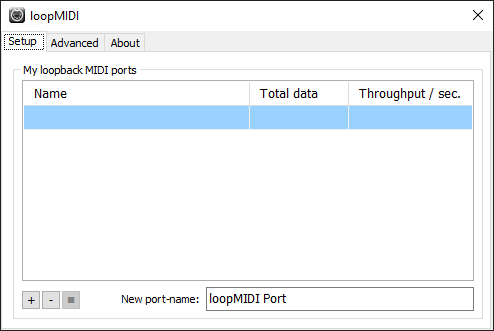 loopMIDI
Setup Advanced About
My loopback MIDI ports
Name Total data Throughput / sec.
+ - New port-name: loopMIDI Port